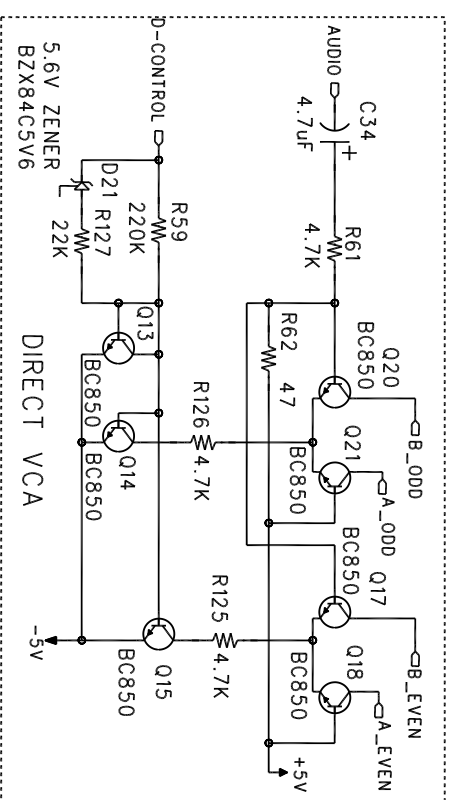 AUDIO
C34
4.7uF
R61
4.7K
Q20
BC850
B_ODD
R62
47
Q21
BC850
A_ODD
Q17
BC850
B_EVEN
Q18
BC850
A_EVEN
+5V
D-CONTROL
R59
220K
D21
R127
22K
5.6V ZENER
BZX84C5V6
Q13
BC850
Q14
BC850
R126
4.7K
R125
4.7K
Q15
BC850
-5V
DIRECT VCA